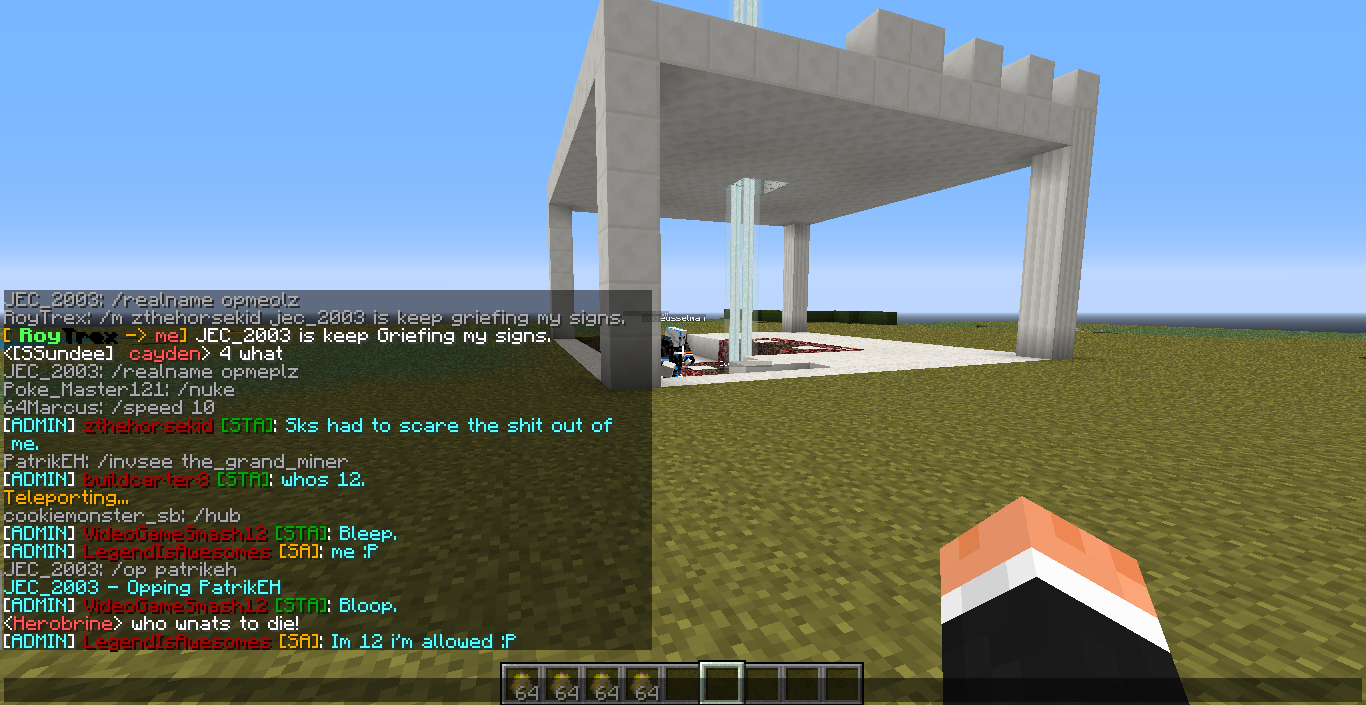 JEC_2003: /realname opmeolz
RoyTrex: /m zthehorsekid jec_2003 is keep griefing my signs.
[ RoyTrex -> me] JEC_2003 is keep Griefing my signs.
<[SSundee] cayden> 4 what
JEC_2003: /realname opmeplz
Poke_Master121: /nuke
64Marcus: /speed 10
[ADMIN] zthehorsekid [STA]: Sks had to scare the shit out of
me.
PatrikEH: /invsee the_grand_miner
[ADMIN] buildcarter8 [STA]: whos 12.
Teleporting...
cookiemonster_sb: /hub
[ADMIN] VideoGameSmash12 [STA]: Bleep.
[ADMIN] LegendIsAwesomes [SA]: me :P
JEC_2003: /op patrikeh
JEC_2003 - Opping PatrikEH
[ADMIN] VideoGameSmash12 [STA]: Bloop.
<Herobrine> who wnats to die!
[ADMIN] LegendIsAwesomes [SA]: Im 12 i'm allowed :P
64 64 64 64